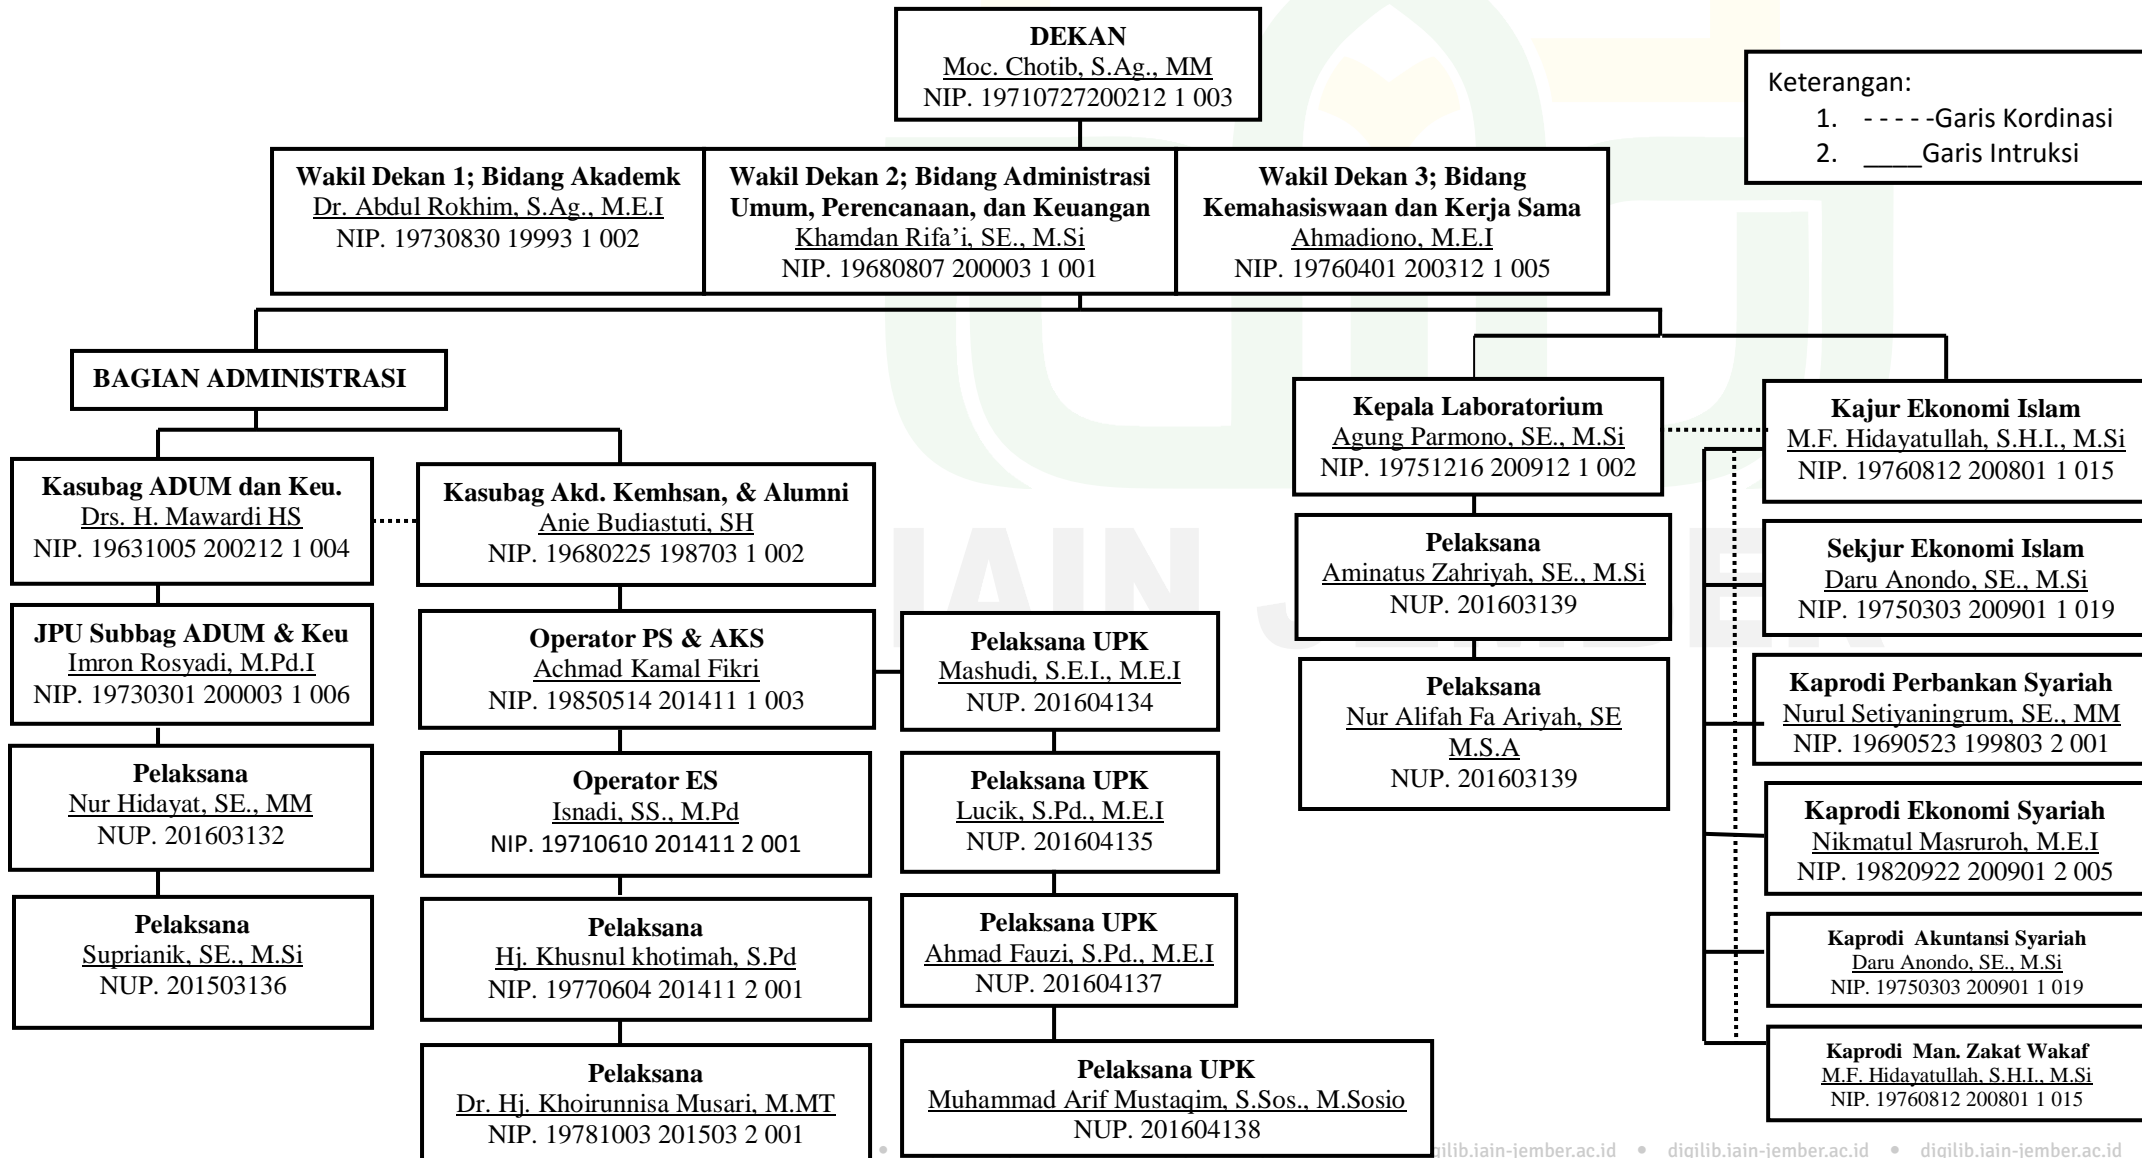 DEKAN
Moc. Chotib, S.Ag., MM
NIP. 19710727200212 1 003
Keterangan:
1. - - - - -Garis Kordinasi
2. ____Garis Intruksi
Wakil Dekan 1; Bidang Akademk
Dr. Abdul Rokhim, S.Ag., M.E.I
NIP. 19730830 19993 1 002
Wakil Dekan 2; Bidang Administrasi
Umum, Perencanaan, dan Keuangan
Khamdan Rifa’i, SE., M.Si
NIP. 19680807 200003 1 001
Wakil Dekan 3; Bidang
Kemahasiswaan dan Kerja Sama
Ahmadiono, M.E.I
NIP. 19760401 200312 1 005
BAGIAN ADMINISTRASI
Kasubag ADUM dan Keu.
Drs. H. Mawardi HS
NIP. 19631005 200212 1 004
JPU Subbag ADUM & Keu
Imron Rosyadi, M.Pd.I
NIP. 19730301 200003 1 006
Pelaksana
Nur Hidayat, SE., MM
NUP. 201603132
Pelaksana
Suprianik, SE., M.Si
NUP. 201503136
Kasubag Akd. Kemhsan, & Alumni
Anie Budiastuti, SH
NIP. 19680225 198703 1 002
Operator PS & AKS
Achmad Kamal Fikri
NIP. 19850514 201411 1 003
Operator ES
Isnadi, SS., M.Pd
NIP. 19710610 201411 2 001
Pelaksana
Hj. Khusnul khotimah, S.Pd
NIP. 19770604 201411 2 001
Pelaksana
Dr. Hj. Khoirunnisa Musari, M.MT
NIP. 19781003 201503 2 001
Pelaksana UPK
Mashudi, S.E.I., M.E.I
NUP. 201604134
Pelaksana UPK
Lucik, S.Pd., M.E.I
NUP. 201604135
Pelaksana UPK
Ahmad Fauzi, S.Pd., M.E.I
NUP. 201604137
Pelaksana UPK
Muhammad Arif Mustaqim, S.Sos., M.Sosio
NUP. 201604138
Kepala Laboratorium
Agung Parmono, SE., M.Si
NIP. 19751216 200912 1 002
Pelaksana
Aminatus Zahriyah, SE., M.Si
NUP. 201603139
Pelaksana
Nur Alifah Fa Ariyah, SE
M.S.A
NUP. 201603139
Kajur Ekonomi Islam
M.F. Hidayatullah, S.H.I., M.Si
NIP. 19760812 200801 1 015
Sekjur Ekonomi Islam
Daru Anondo, SE., M.Si
NIP. 19750303 200901 1 019
Kaprodi Perbankan Syariah
Nurul Setiyaningrum, SE., MM
NIP. 19690523 199803 2 001
Kaprodi Ekonomi Syariah
Nikmatul Masruroh, M.E.I
NIP. 19820922 200901 2 005
Kaprodi Akuntansi Syariah
Daru Anondo, SE., M.Si
NIP. 19750303 200901 1 019
Kaprodi Man. Zakat Wakaf
M.F. Hidayatullah, S.H.I., M.Si
NIP. 19760812 200801 1 015
IAIN JEMBER
gilib.iain-jember.ac.id • digilib.iain-jember.ac.id • digilib.iain-jember.ac.id